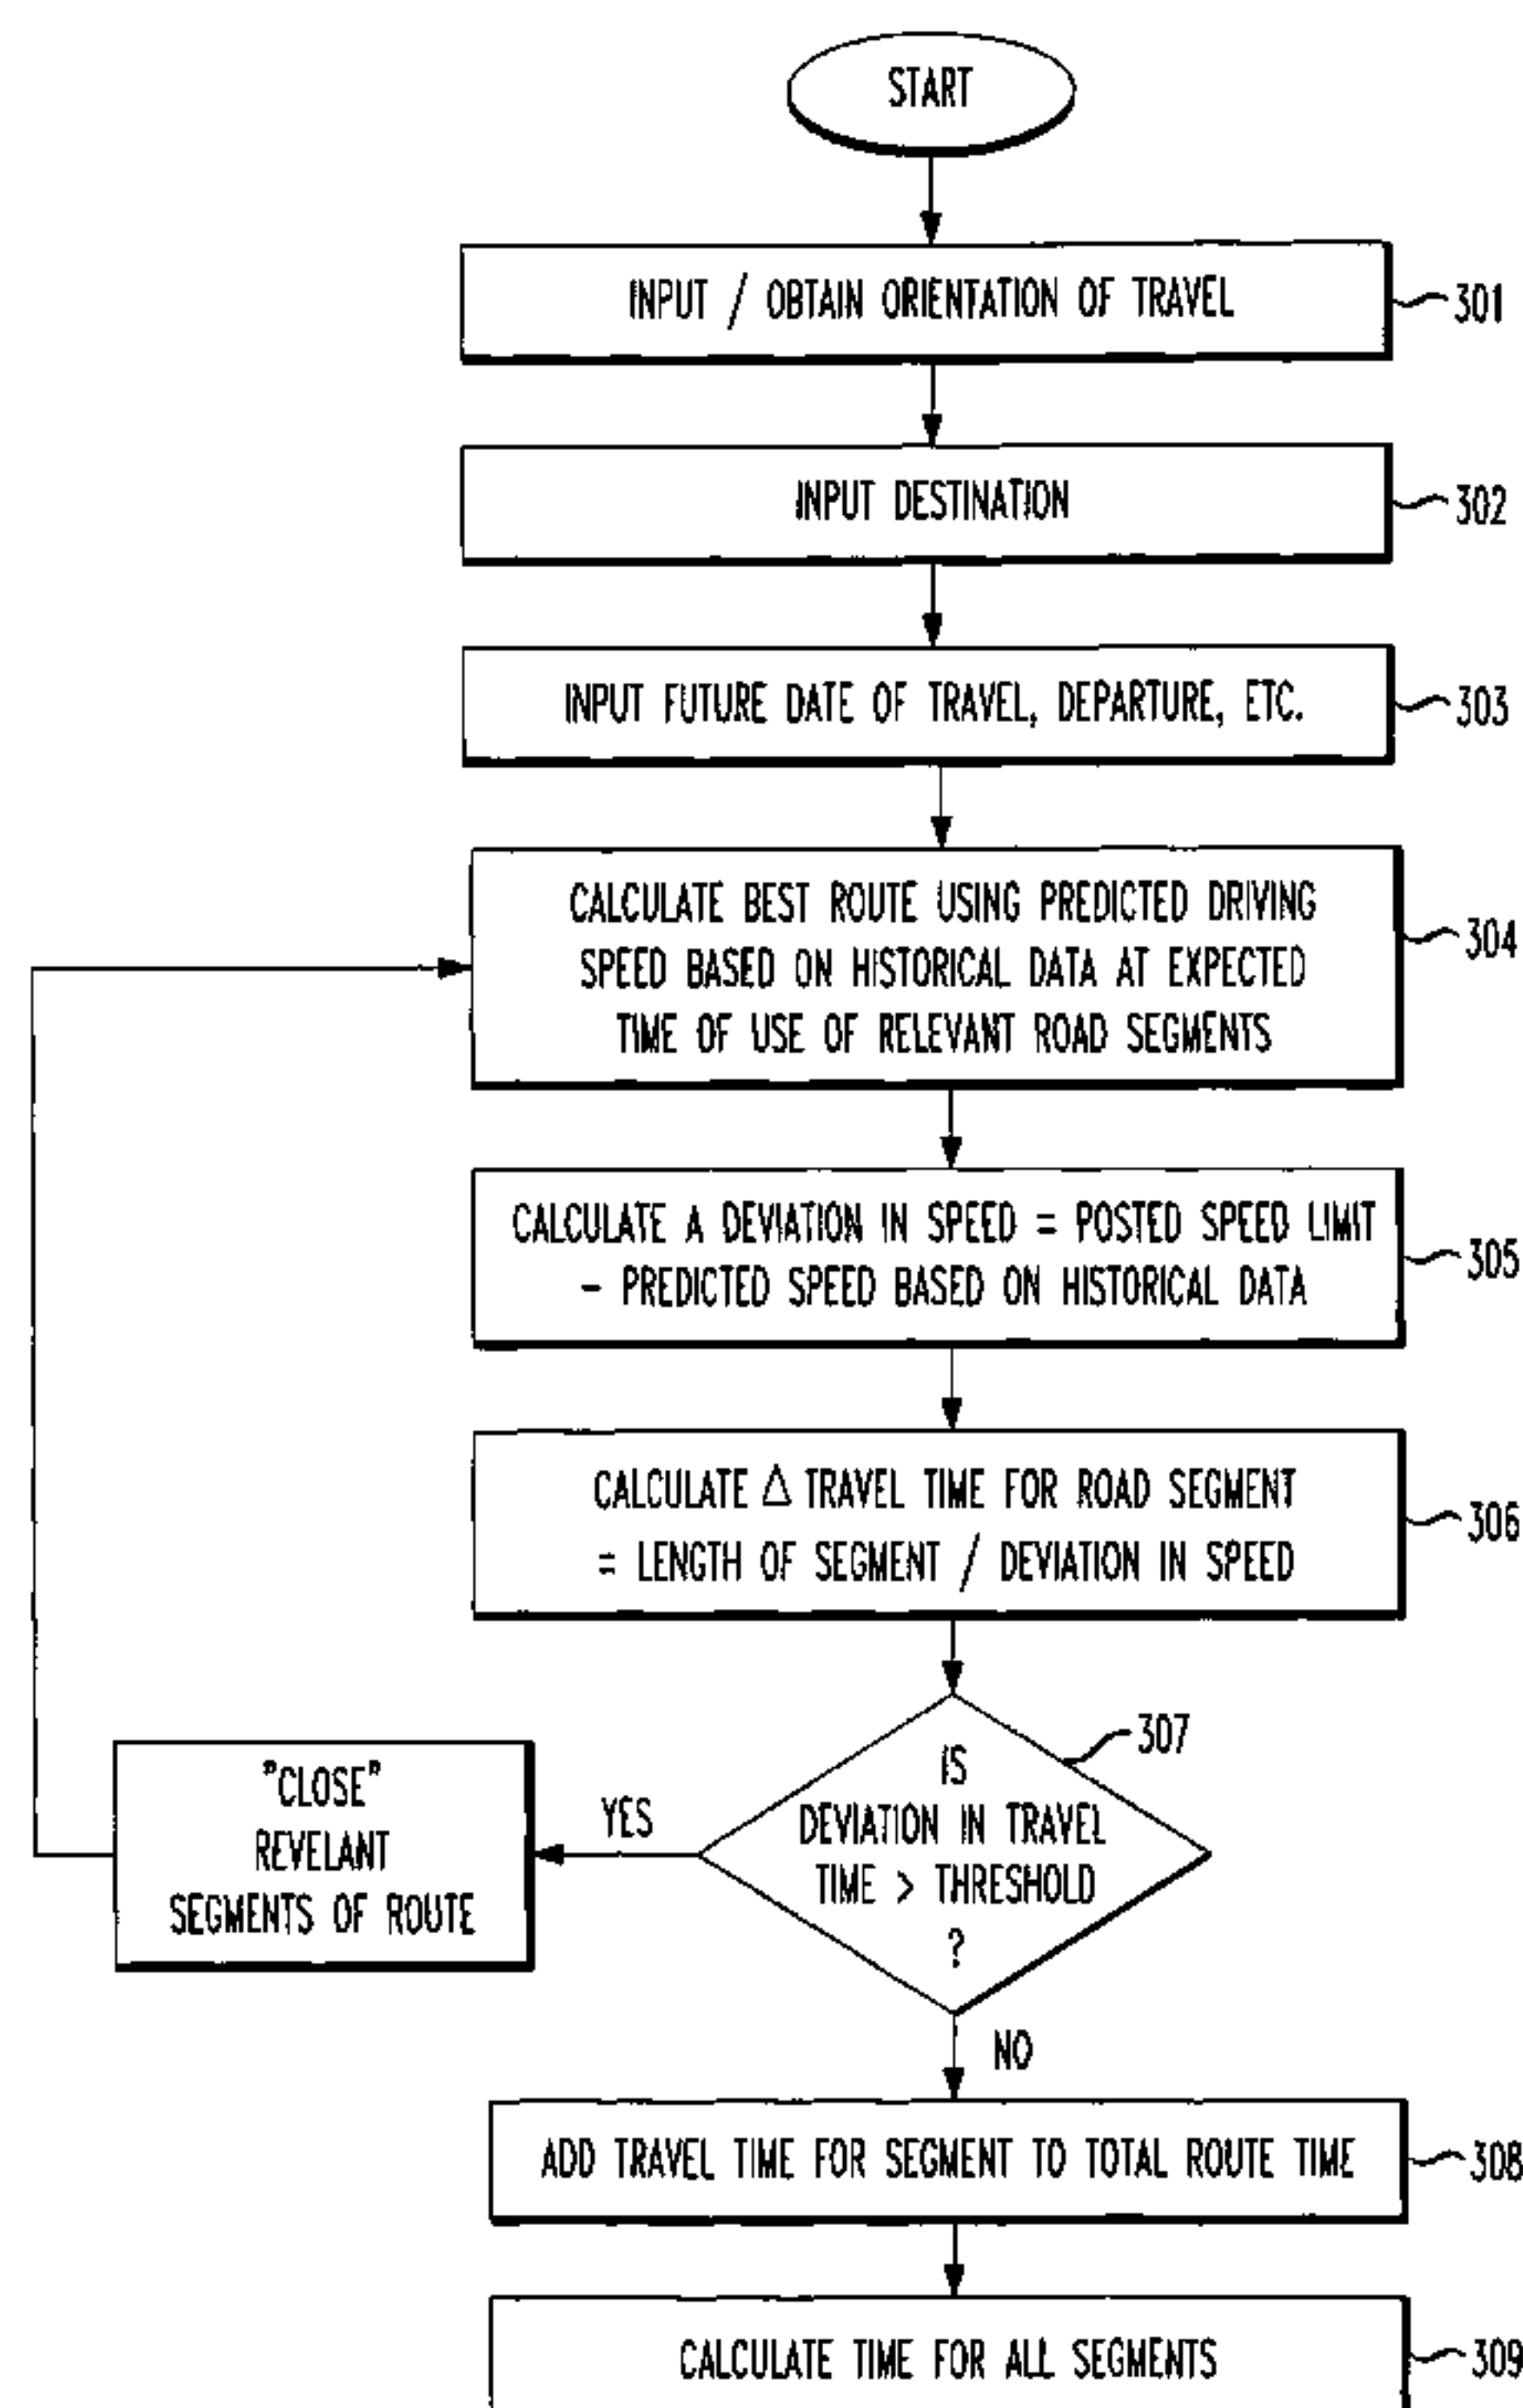 START
INPUT / OBTAIN ORIENTATION OF TRAVEL
301
INPUT DESTINATION
302
INPUT FUTURE DATE OF TRAVEL, DEPARTURE, ETC.
303
CALCULATE BEST ROUTE USING PREDICTED DRIVING
SPEED BASED ON HISTORICAL DATA AT EXPECTED
TIME OF USE OF RELEVANT ROAD SEGMENTS
304
CALCULATE A DEVIATION IN SPEED = POSTED SPEED LIMIT
- PREDICTED SPEED BASED ON HISTORICAL DATA
305
CALCULATE △ TRAVEL TIME FOR ROAD SEGMENT
= LENGTH OF SEGMENT / DEVIATION IN SPEED
306
IS
DEVIATION IN TRAVEL
TIME > THRESHOLD
?
307
YES
"CLOSE"
REVELANT
SEGMENTS OF ROUTE
NO
ADD TRAVEL TIME FOR SEGMENT TO TOTAL ROUTE TIME
308
CALCULATE TIME FOR ALL SEGMENTS
309